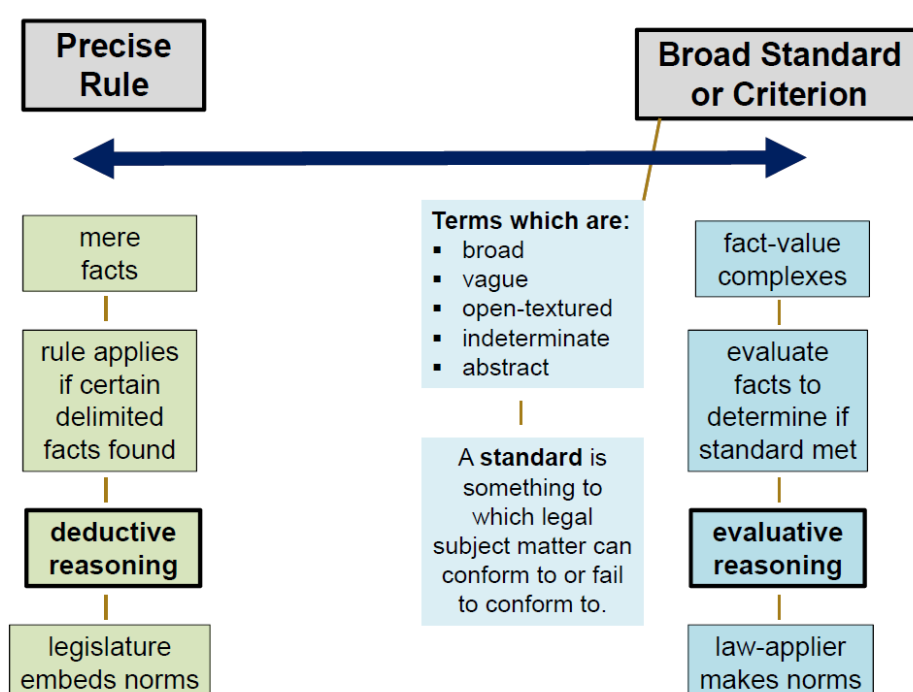 Precise
Rule
Broad Standard
or Criterion
mere
facts
rule applies
if certain
delimited
facts found
deductive
reasoning
legislature
embeds norms
Terms which are:
▪ broad
▪ vague
▪ open-textured
▪ indeterminate
▪ abstract
A standard is
something to
which legal
subject matter can
conform to or fail
to conform to.
fact-value
complexes
evaluate
facts to
determine if
standard met
evaluative
reasoning
law-applier
makes norms